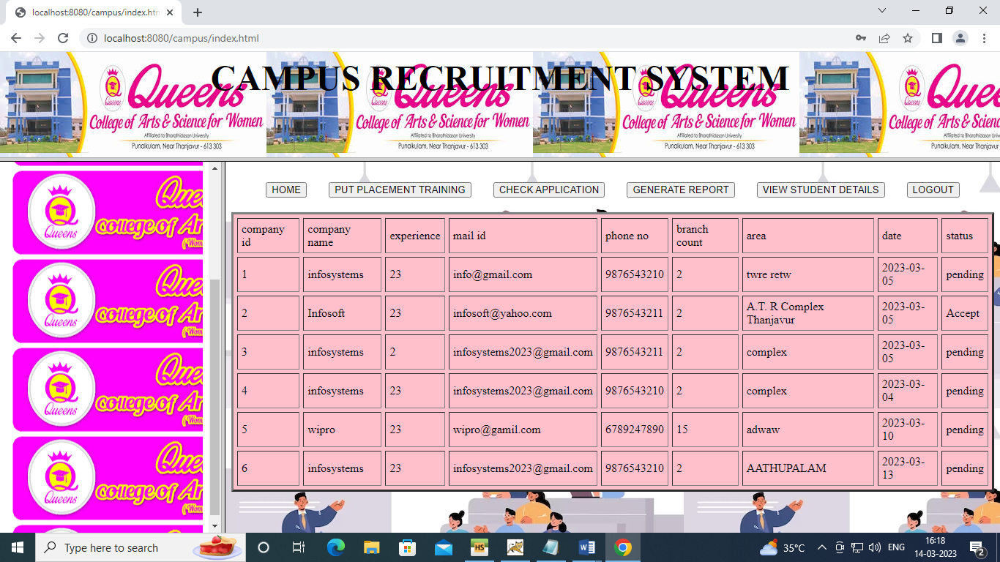 localhost:8080/campus/index.htm
localhost:8080/campus/index.html
CAMPUS RECRUITMENT SYSTEM
Queens
College of Arts & Science for Women
Affiliated to Bharathidasan University
Punalkulam, Near Thanjavur - 613 303
Queens
College of Arts & Science for Women
Affiliated to Bharathidasan University
Punalkulam, Near Thanjavur - 613 303
Queens
College of Arts & Science for Women
Affiliated to Bharathidasan University
Punalkulam, Near Thanjavur - 613 303
Queens
College of Arts & Science for Wom
Affiliated to Bharathidasan University
Punalkulam, Near Thanjavur - 613 303
HOME PUT PLACEMENT TRAINING CHECK APPLICATION GENERATE REPORT VIEW STUDENT DETAILS LOGOUT
Queens
Quee
college of Ar
(Wom
Queens
Quee
college of Ar
(Wom
Queens
Quee
college of Ar
(Wom
Queens
Quee
college of Ar
(Wom
company id company name experience mail id phone no branch count area date status
1 infosystems 23 info@gmail.com 9876543210 2 twre retw 2023-03-05 pending
2 Infosoft 23 infosoft@yahoo.com 9876543211 2 A.T. R Complex Thanjavur 2023-03-05 Accept
3 infosystems 2 infosystems2023@gmail.com 9876543211 2 complex 2023-03-05 pending
4 infosystems 23 infosystems2023@gmail.com 9876543210 2 complex 2023-03-04 pending
5 wipro 23 wipro@gamil.com 6789247890 15 adwaw 2023-03-10 pending
6 infosystems 23 infosystems2023@gmail.com 9876543210 2 AATHUPALAM 2023-03-13 pending
Type here to search
HS
W
35°C
ENG
16:18
14-03-2023
2